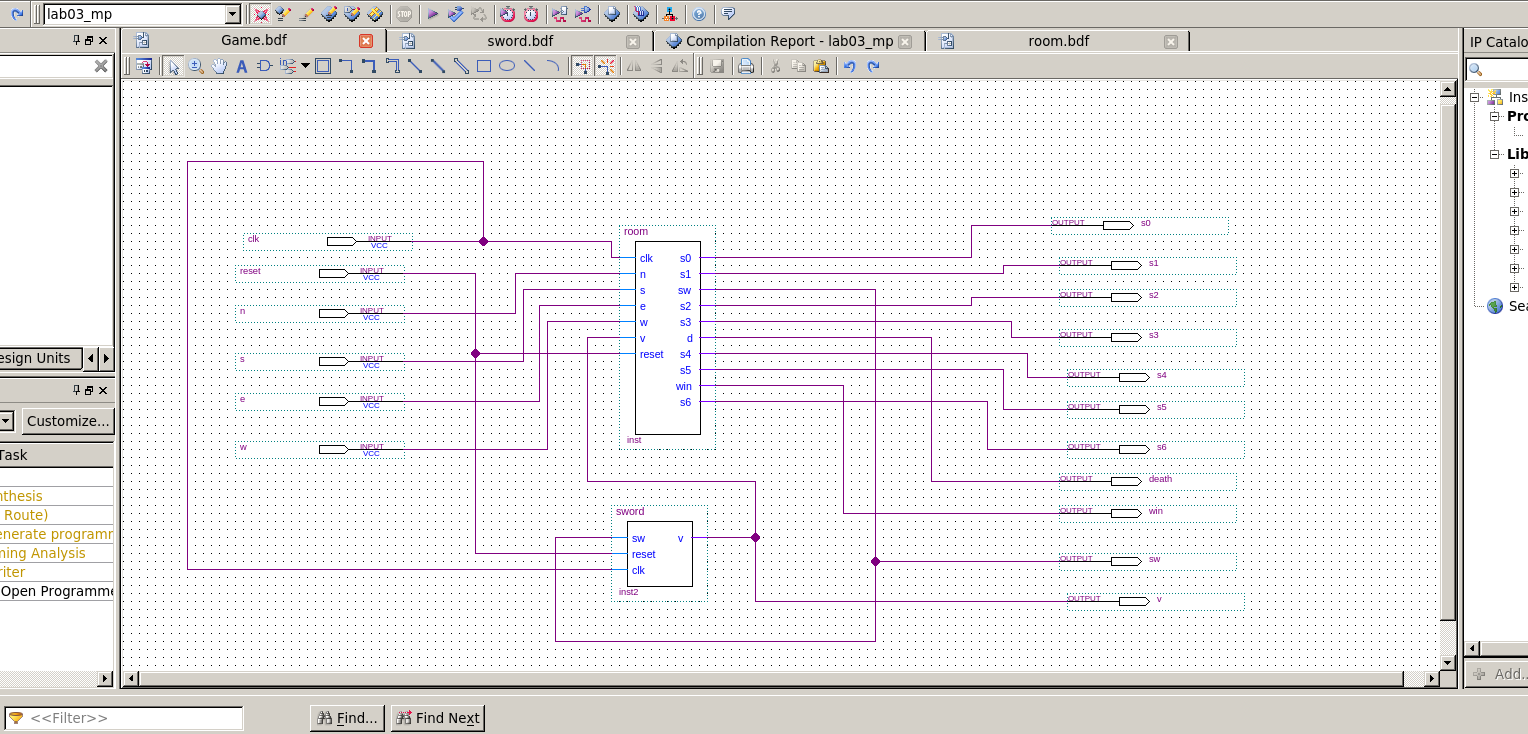 lab03_mp
STOP
Game.bdf
sword.bdf
Compilation Report - lab03_mp
room.bdf
IP Catalo
A
Ins
Pro
Lib
Sea
Add...
esign Units
Customize...
Task
nthesis
Route)
enerate programm
ming Analysis
riter
Open Programme
clk
INPUT
VCC
reset
INPUT
VCC
n
INPUT
VCC
s
INPUT
VCC
e
INPUT
VCC
w
INPUT
VCC
room
clk s0
n s1
s sw
e s2
w s3
v d
reset s4
s5
win
s6
inst
sword
sw v
reset
clk
inst2
OUTPUT s0
OUTPUT s1
OUTPUT s2
OUTPUT s3
OUTPUT s4
OUTPUT s5
OUTPUT s6
OUTPUT death
OUTPUT win
OUTPUT sw
OUTPUT v
<<Filter>>
Find...
Find Next